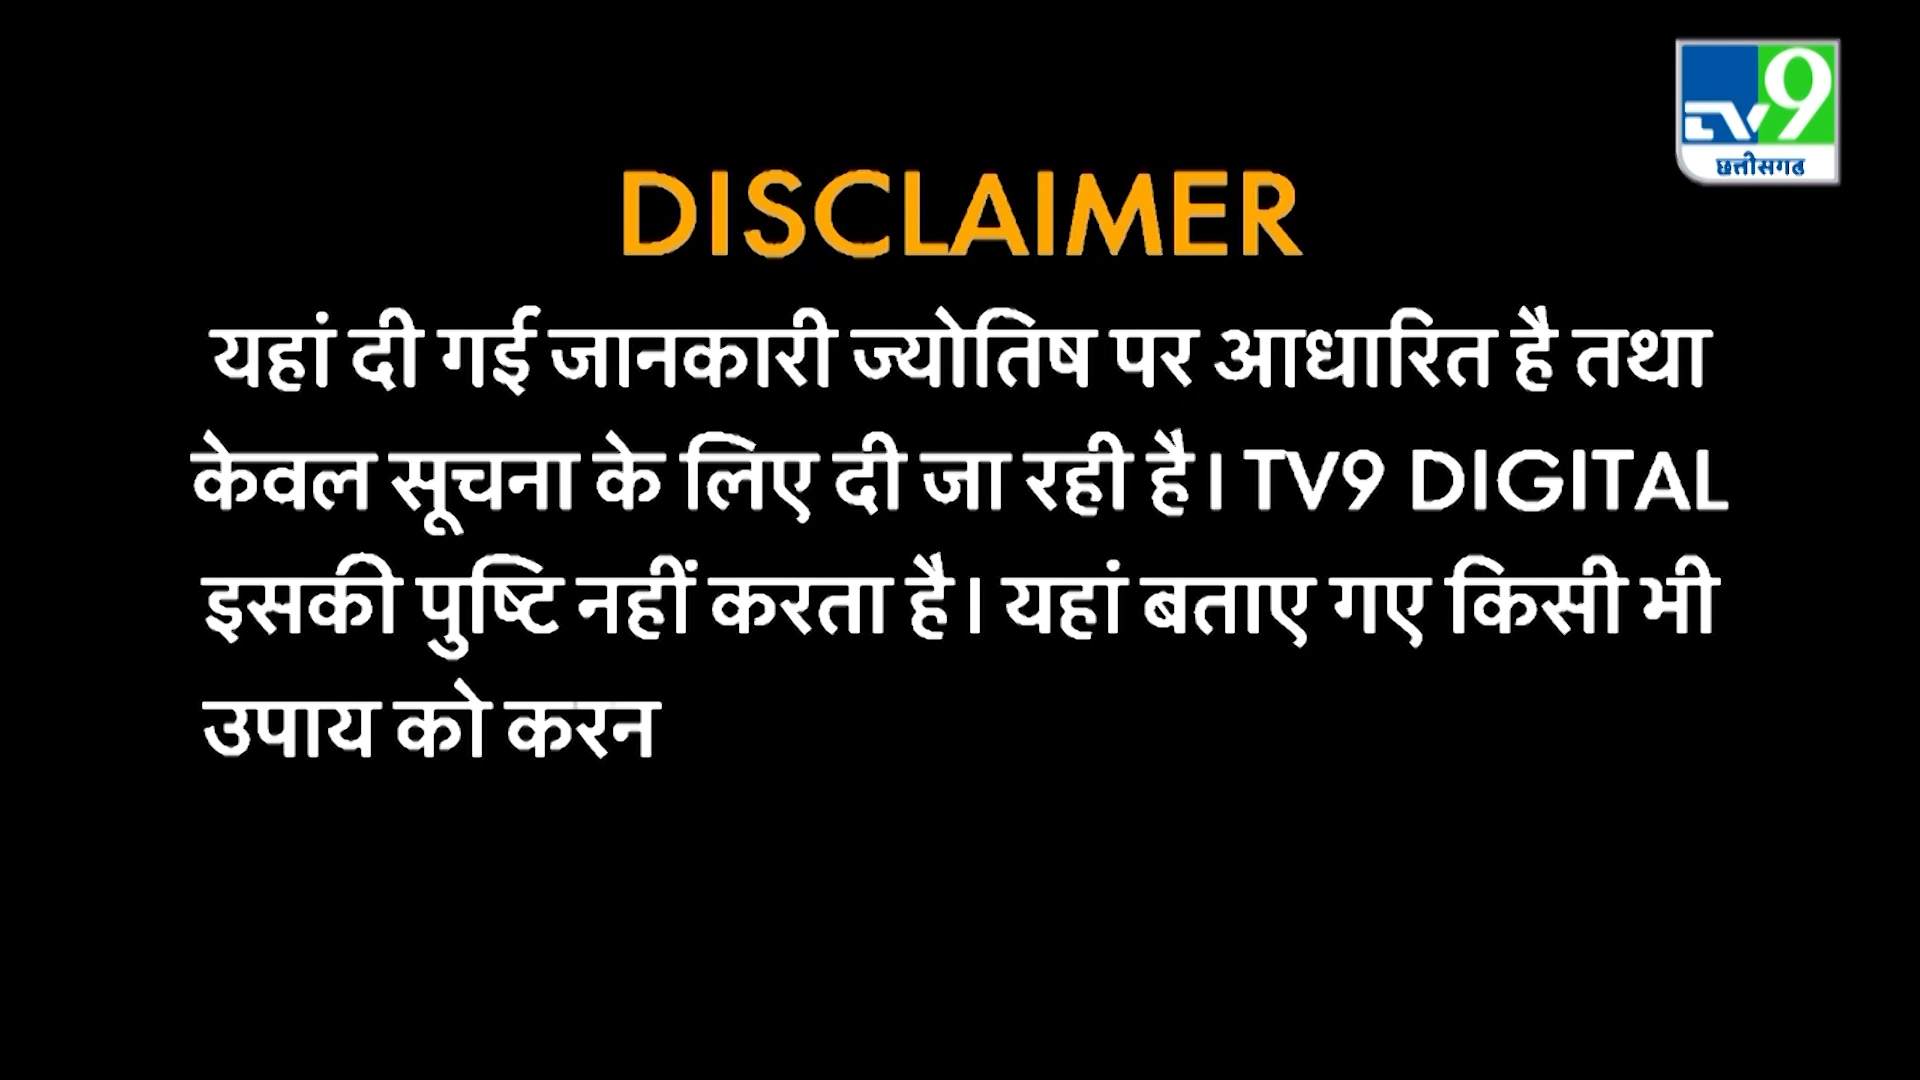 TV9
छत्तीसगढ
DISCLAIMER
यहां दी गई जानकारी ज्योतिष पर आधारित है तथा
केवल सूचना के लिए दी जा रही है। TV9 DIGITAL
इसकी पुष्टि नहीं करता है। यहां बताए गए किसी भी
उपाय को करन